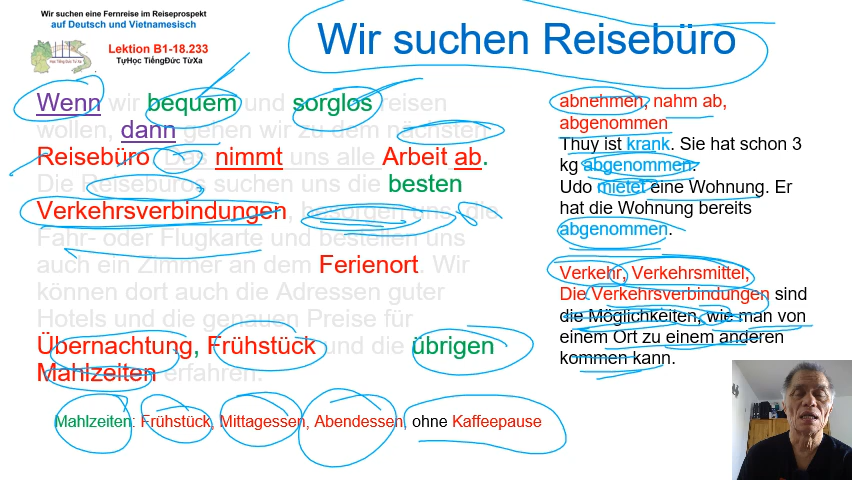 Wir suchen eine Fernreise im Reiseprospekt
auf Deutsch und Vietnamesisch
Lektion B1-18.233
TựHọc TiếngĐức TừXa
Wir suchen Reisebüro
Wenn wir bequem und sorglos reisen
wollen, dann gehen wir zu dem nächsten
Reisebüro. Das nimmt uns alle Arbeit ab.
Die Reisebüros suchen uns die besten
Verkehrsverbindungen, besorgen uns die
Fahr- oder Flugkarte und bestellen uns
auch ein Zimmer an dem Ferienort. Wir
können dort auch die Adressen guter
Hotels und die genauen Preise für
Übernachtung, Frühstück und die übrigen
Mahlzeiten erfahren.
Mahlzeiten: Frühstück, Mittagessen, Abendessen, ohne Kaffeepause
abnehmen, nahm ab,
abgenommen
Thuy ist krank. Sie hat schon 3
kg abgenommen.
Udo mietet eine Wohnung. Er
hat die Wohnung bereits
abgenommen.
Verkehr, Verkehrsmittel,
Die Verkehrsverbindungen sind
die Möglichkeiten, wie man von
einem Ort zu einem anderen
kommen kann.